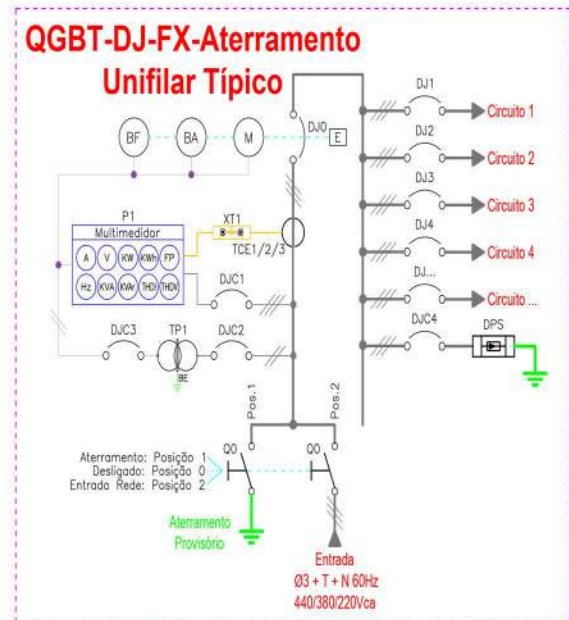 QGBT-DJ-FX-Aterramento
Unifilar Típico
BF
BA
M
DJ0
E
P1
Multimedidor
A V KW KWh FP
Hz KVA KVAr THDI THDV
XT1
TCE1/2/3
DJC1
DJC3
TP1
DJC2
BE
DJ1
Circuito 1
DJ2
Circuito 2
DJ3
Circuito 3
DJ4
Circuito 4
DJ...
Circuito ...
DJC4
DPS
Pos.1
Pos.2
Q0
Q0
Aterramento: Posição 1
Desligado: Posição 0
Entrada Rede: Posição 2
Aterramento
Provisório
Entrada
Ø3 + T + N 60Hz
440/380/220Vca